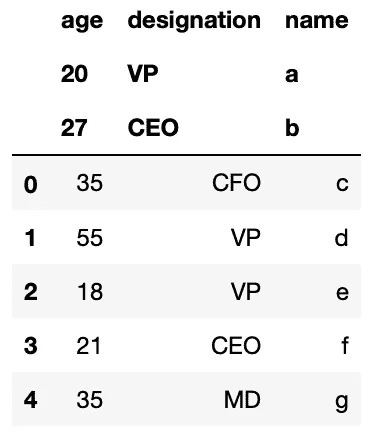 age designation name
20 VP a
27 CEO b
0 35 CFO c
1 55 VP d
2 18 VP e
3 21 CEO f
4 35 MD g